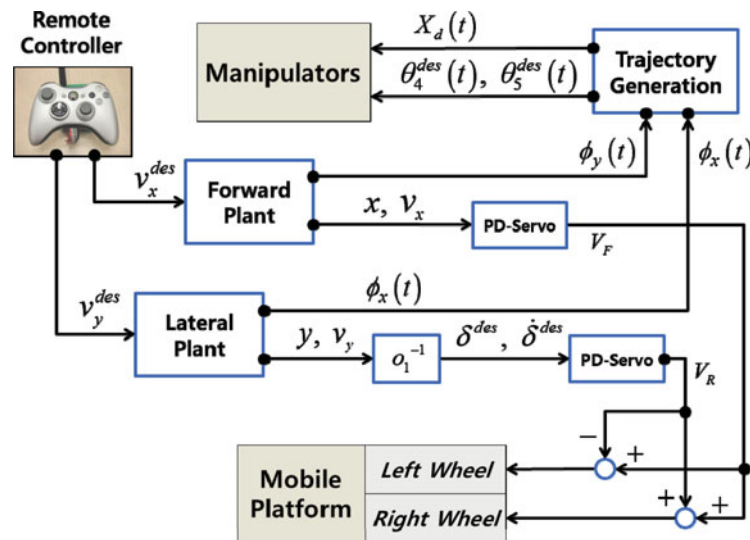 Remote
Controller
Manipulators
X_d(t)
θ_4^{des}(t), θ_5^{des}(t)
Trajectory
Generation
v_x^{des}
Forward
Plant
ϕ_y(t)
ϕ_x(t)
x, v_x
PD-Servo
V_F
v_y^{des}
Lateral
Plant
ϕ_x(t)
y, v_y
o_1^{-1}
δ^{des}, δ̇^{des}
PD-Servo
V_R
− +
+ +
Mobile
Platform
Left Wheel
Right Wheel